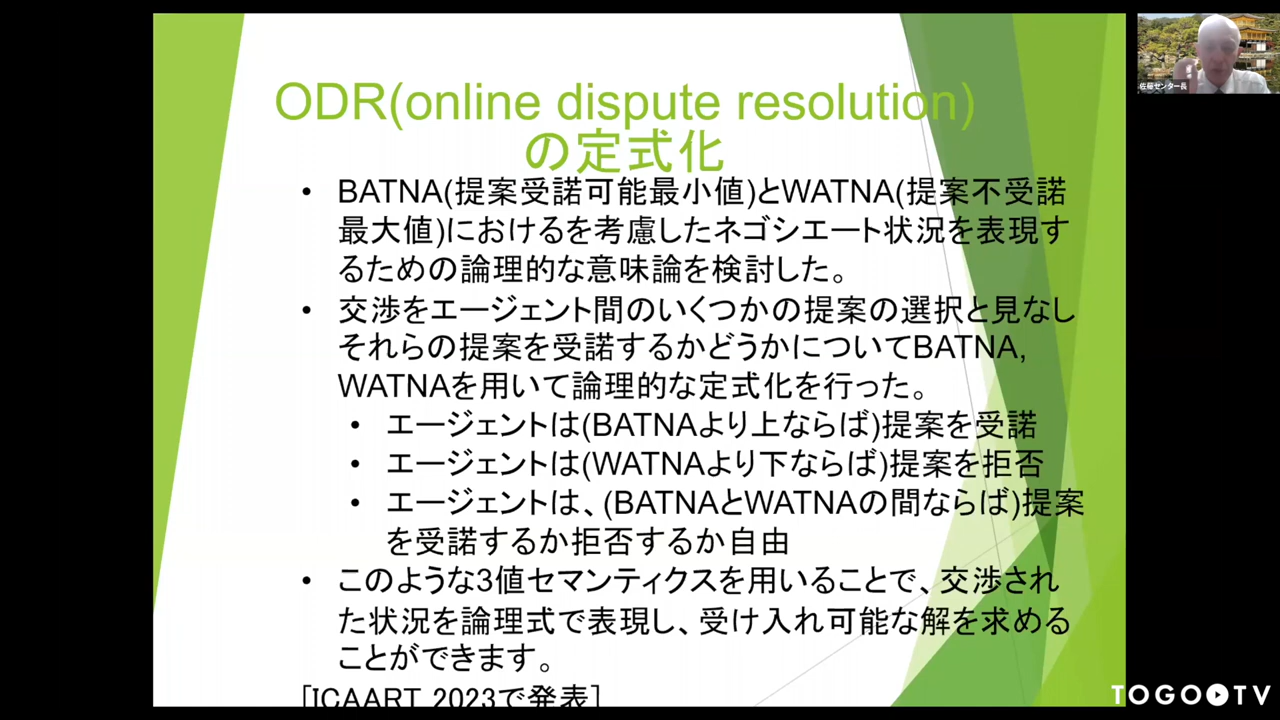 ODR(online dispute resolution)
の定式化
• BATNA(提案受諾可能最小値)とWATNA(提案不受諾
最大値)におけるを考慮したネゴシエート状況を表現す
るための論理的な意味論を検討した。
• 交渉をエージェント間のいくつかの提案の選択と見なし
それらの提案を受諾するかどうかについてBATNA,
WATNAを用いて論理的な定式化を行った。
• エージェントは(BATNAより上ならば)提案を受諾
• エージェントは(WATNAより下ならば)提案を拒否
• エージェントは、(BATNAとWATNAの間ならば)提案
を受諾するか拒否するか自由
• このような3値セマンティクスを用いることで、交渉され
た状況を論理式で表現し、受け入れ可能な解を求める
ことができます。
[ICAART 2023で発表]
佐藤センター長
TOGO TV